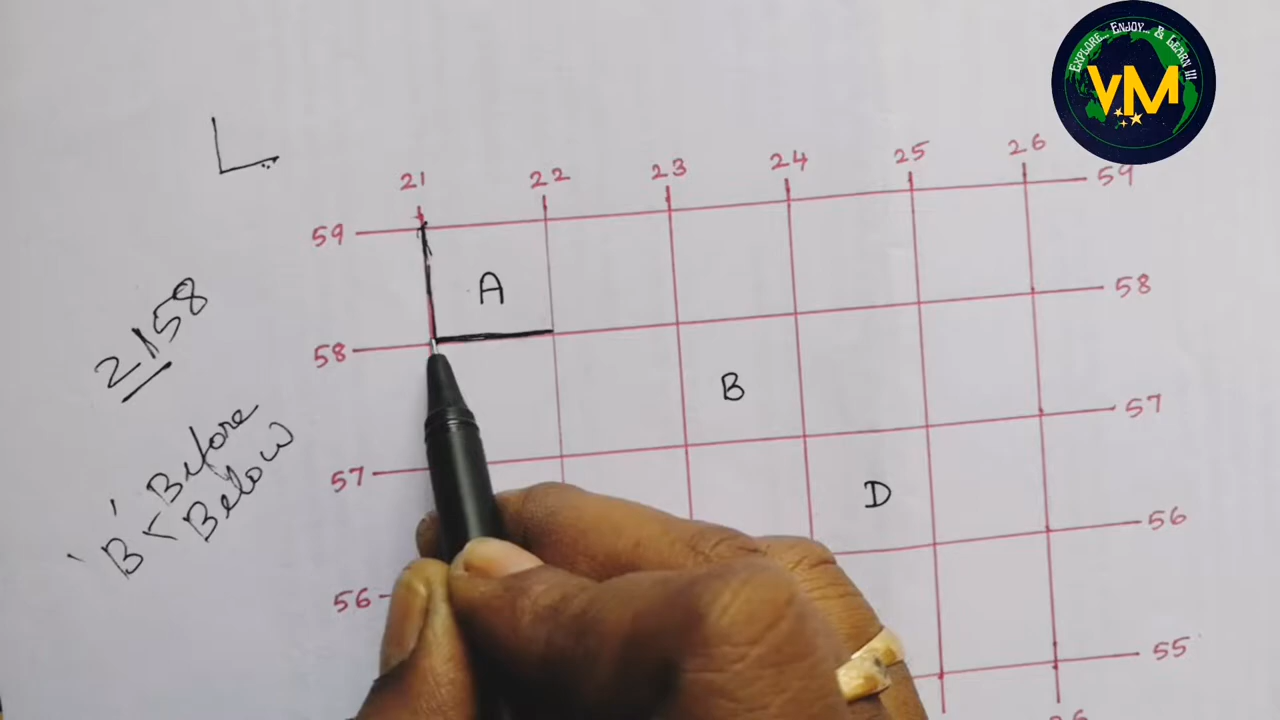 EXPLORE... ENJOY... & LEARN !!!
VM
21 22 23 24 25 26
59 59
A
58 58
2158
B
57 57
'B' < Before
Below
D
56 56
55